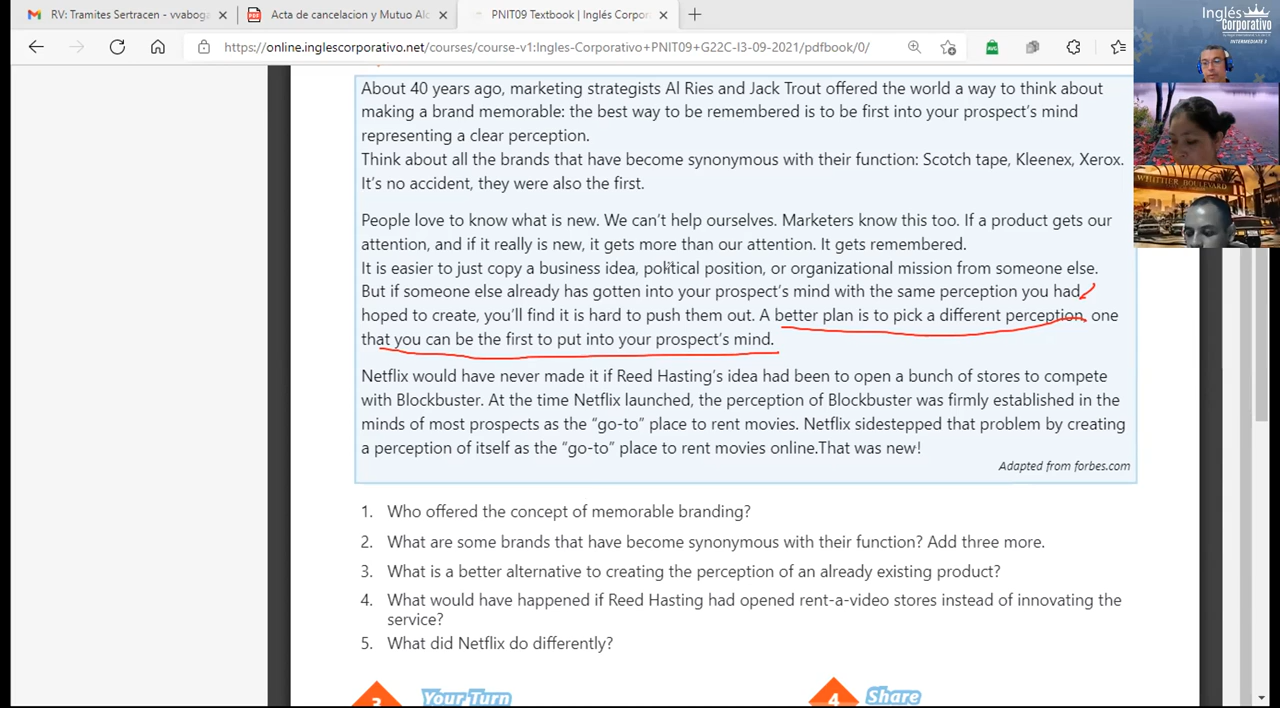 RV: Tramites Sertracen - vvaboga
Acta de cancelacion y Mutuo Alc
PNIT09 Textbook | Inglés Corpor
https://online.inglescorporativo.net/courses/course-v1:Ingles-Corporativo+PNIT09+G22C-I3-09-2021/pdfbook/0/
Inglés
Corporativo
INTERMEDIATE 3
WHITTIER BOULEVARD
About 40 years ago, marketing strategists Al Ries and Jack Trout offered the world a way to think about
making a brand memorable: the best way to be remembered is to be first into your prospect's mind
representing a clear perception.
Think about all the brands that have become synonymous with their function: Scotch tape, Kleenex, Xerox.
It's no accident, they were also the first.
People love to know what is new. We can't help ourselves. Marketers know this too. If a product gets our
attention, and if it really is new, it gets more than our attention. It gets remembered.
It is easier to just copy a business idea, political position, or organizational mission from someone else.
But if someone else already has gotten into your prospect's mind with the same perception you had
hoped to create, you'll find it is hard to push them out. A better plan is to pick a different perception, one
that you can be the first to put into your prospect's mind.
Netflix would have never made it if Reed Hasting's idea had been to open a bunch of stores to compete
with Blockbuster. At the time Netflix launched, the perception of Blockbuster was firmly established in the
minds of most prospects as the "go-to" place to rent movies. Netflix sidestepped that problem by creating
a perception of itself as the "go-to" place to rent movies online.That was new!
Adapted from forbes.com
1. Who offered the concept of memorable branding?
2. What are some brands that have become synonymous with their function? Add three more.
3. What is a better alternative to creating the perception of an already existing product?
4. What would have happened if Reed Hasting had opened rent-a-video stores instead of innovating the
service?
5. What did Netflix do differently?
3 Your Turn
4 Share